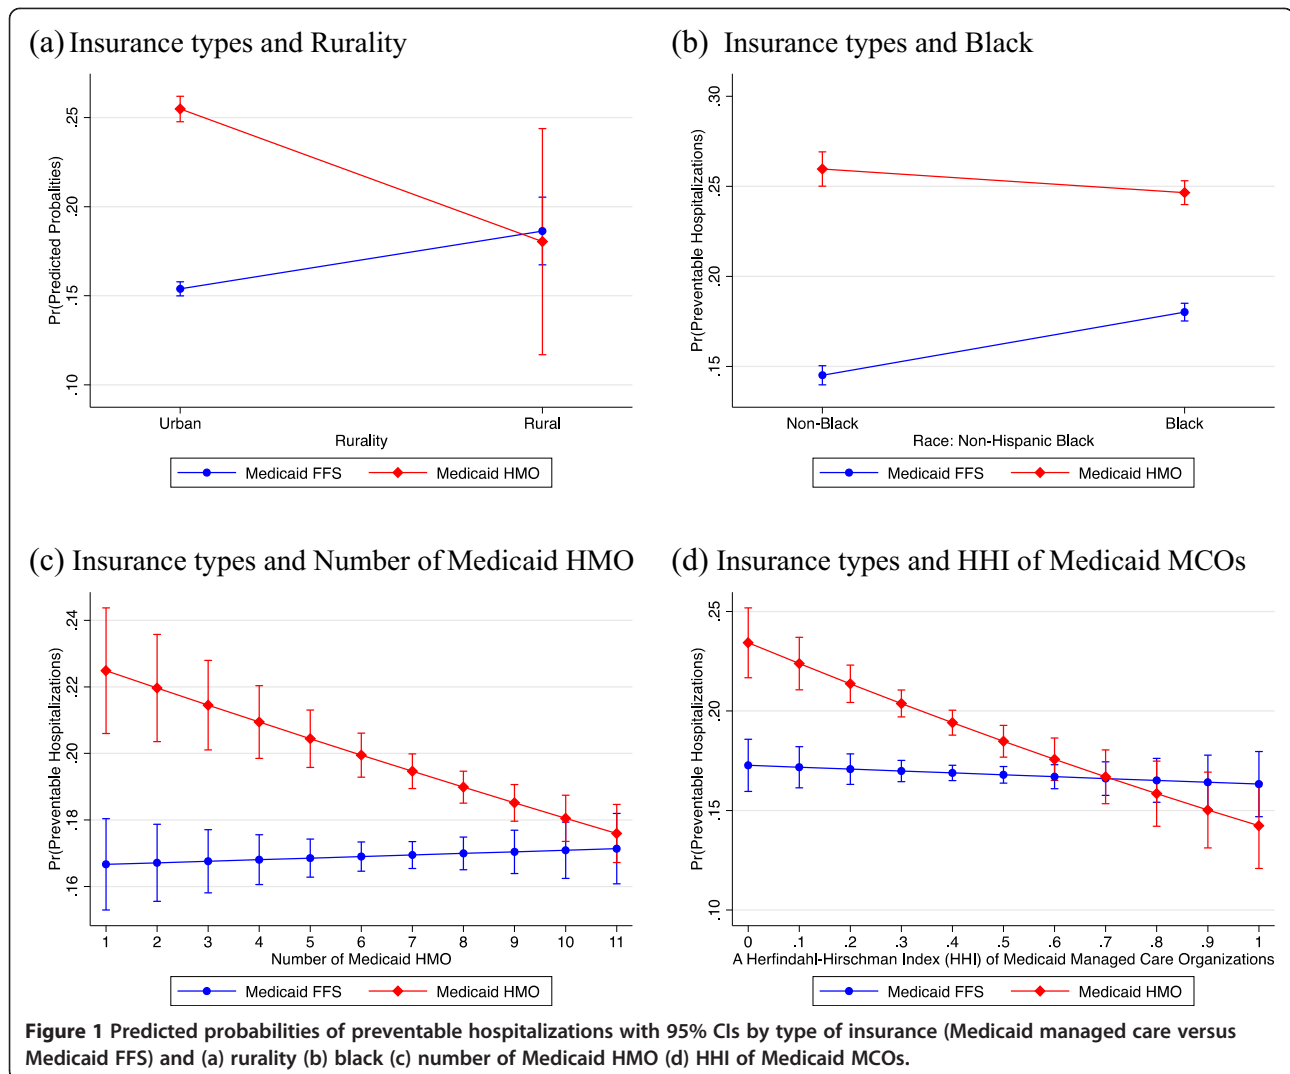 (a) Insurance types and Rurality
Pr(Predicted Probalities)
.25
.20
.15
.10
Urban
Rural
Rurality
Medicaid FFS
Medicaid HMO
(b) Insurance types and Black
Pr(Preventable Hospitalizations)
.30
.25
.20
.15
Non-Black
Black
Race: Non-Hispanic Black
Medicaid FFS
Medicaid HMO
(c) Insurance types and Number of Medicaid HMO
Pr(Preventable Hospitalizations)
.24
.22
.20
.18
.16
1 2 3 4 5 6 7 8 9 10 11
Number of Medicaid HMO
Medicaid FFS
Medicaid HMO
(d) Insurance types and HHI of Medicaid MCOs
Pr(Preventable Hospitalizations)
.25
.20
.15
.10
0 .1 .2 .3 .4 .5 .6 .7 .8 .9 1
A Herfindahl-Hirschman Index (HHI) of Medicaid Managed Care Organizations
Medicaid FFS
Medicaid HMO
Figure 1 Predicted probabilities of preventable hospitalizations with 95% CIs by type of insurance (Medicaid managed care versus
Medicaid FFS) and (a) rurality (b) black (c) number of Medicaid HMO (d) HHI of Medicaid MCOs.